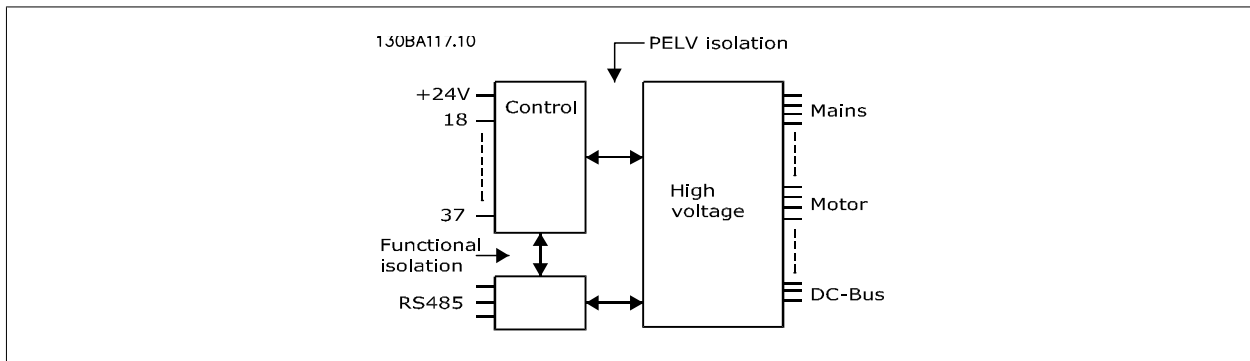 130BA117.10
PELV isolation
+24V
Control
18
37
High
voltage
Mains
Motor
DC-Bus
Functional
isolation
RS485